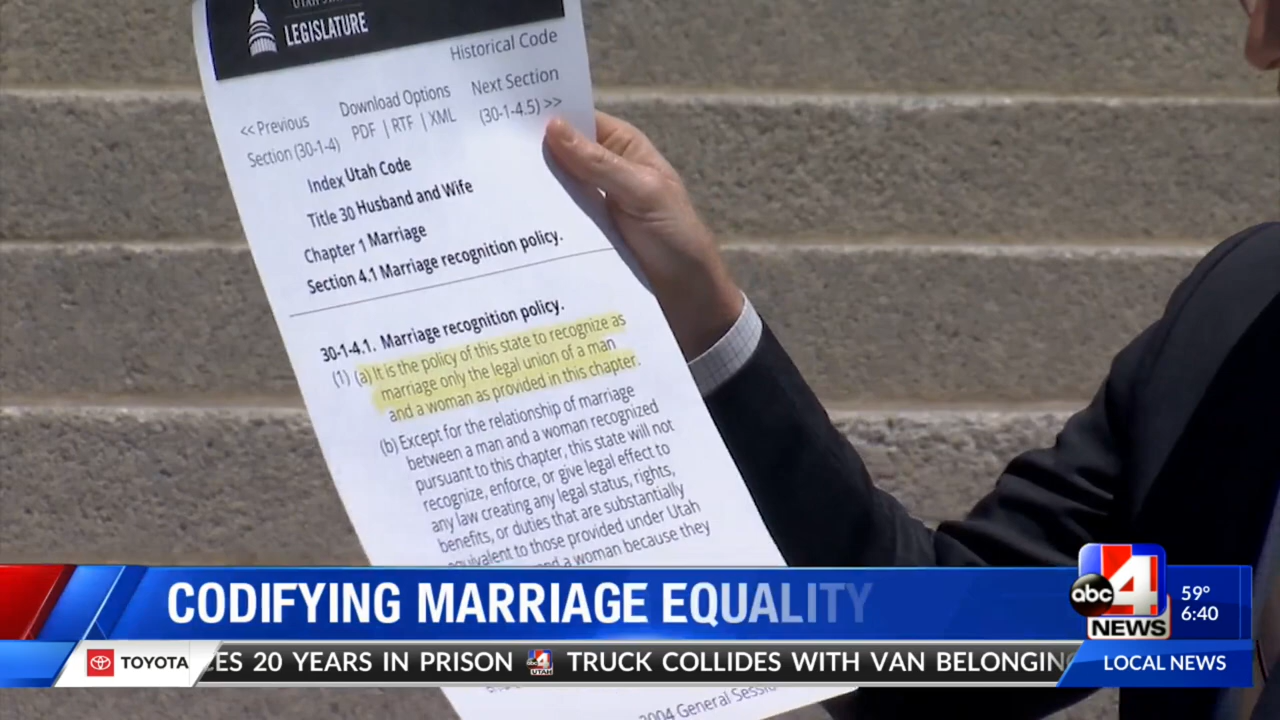 LEGISLATURE
Historical Code
<< Previous Download Options Next Section
Section (30-1-4) PDF | RTF | XML (30-1-4.5) >>
Index Utah Code
Title 30 Husband and Wife
Chapter 1 Marriage
Section 4.1 Marriage recognition policy.
30-1-4.1. Marriage recognition policy.
(1) (a) It is the policy of this state to recognize as
marriage only the legal union of a man
and a woman as provided in this chapter.
(b) Except for the relationship of marriage
between a man and a woman recognized
pursuant to this chapter, this state will not
recognize, enforce, or give legal effect to
any law creating any legal status, rights,
benefits, or duties that are substantially
equivalent to those provided under Utah
a woman because they
CODIFYING MARRIAGE EQUALITY
abc 4
NEWS
59°
6:40
TOYOTA
ES 20 YEARS IN PRISON 4 UTAH TRUCK COLLIDES WITH VAN BELONGING
LOCAL NEWS
2004 General